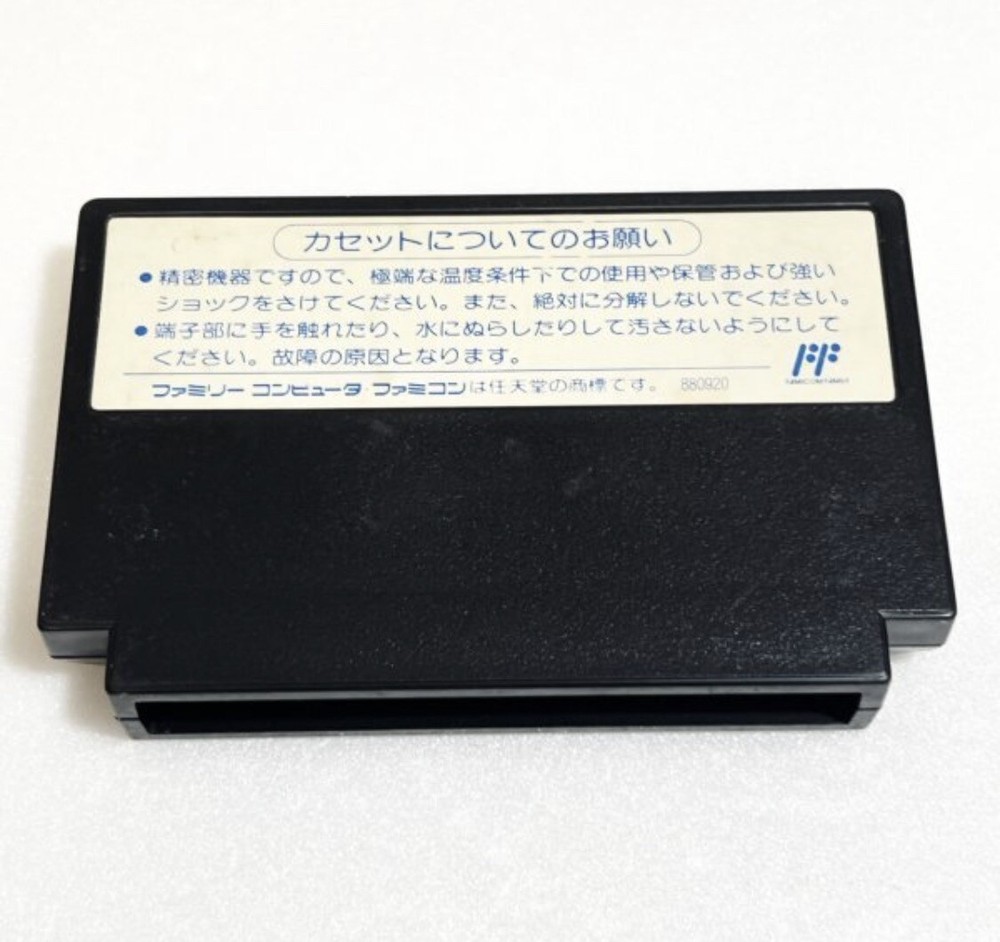 カセットについてのお願い
●精密機器ですので、極端な温度条件下での使用や保管および強い
ショックをさけてください。また、絶対に分解しないでください。
●端子部に手を触れたり、水にぬらしたりして汚さないようにして
ください。故障の原因となります。
ファミリーコンピュータ・ファミコンは任天堂の商標です。 880920
FF